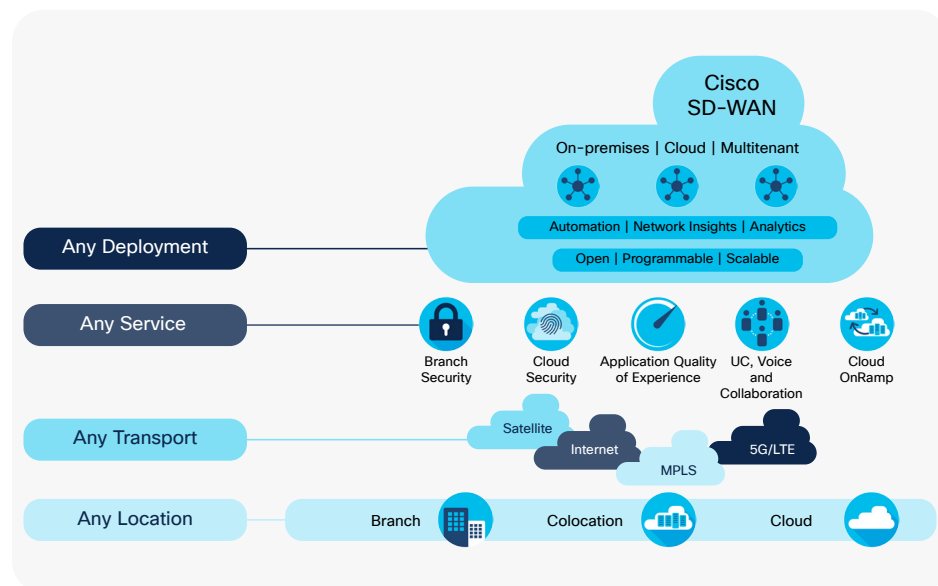 Cisco
SD-WAN
On-premises | Cloud | Multitenant
Automation | Network Insights | Analytics
Open | Programmable | Scalable
Any Deployment
Any Service
Branch
Security
Cloud
Security
Application Quality
of Experience
UC, Voice
and
Collaboration
Cloud
OnRamp
Any Transport
Satellite
Internet
MPLS
5G/LTE
Any Location
Branch
Colocation
Cloud